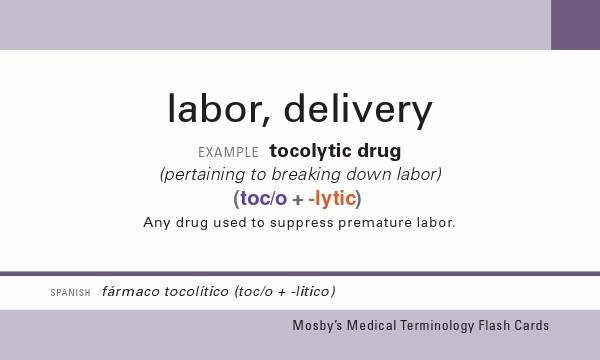 labor, delivery
EXAMPLE tocolytic drug
(pertaining to breaking down labor)
(toc/o + -lytic)
Any drug used to suppress premature labor.
SPANISH fármaco tocolítico (toc/o + -lítico)
Mosby's Medical Terminology Flash Cards